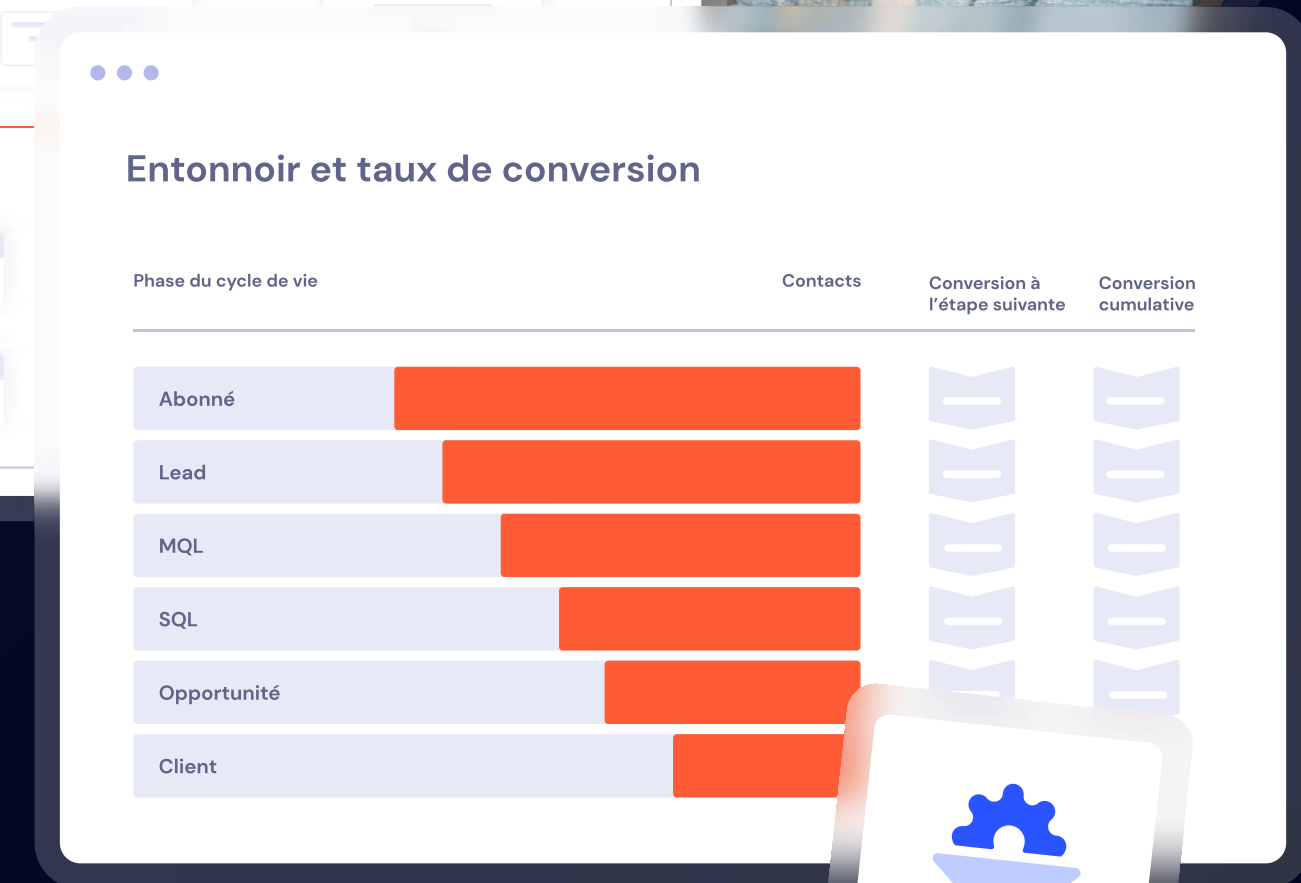 Entonnoir et taux de conversion
Phase du cycle de vie
Contacts
Conversion à
l’étape suivante
Conversion
cumulative
Abonné
Lead
MQL
SQL
Opportunité
Client